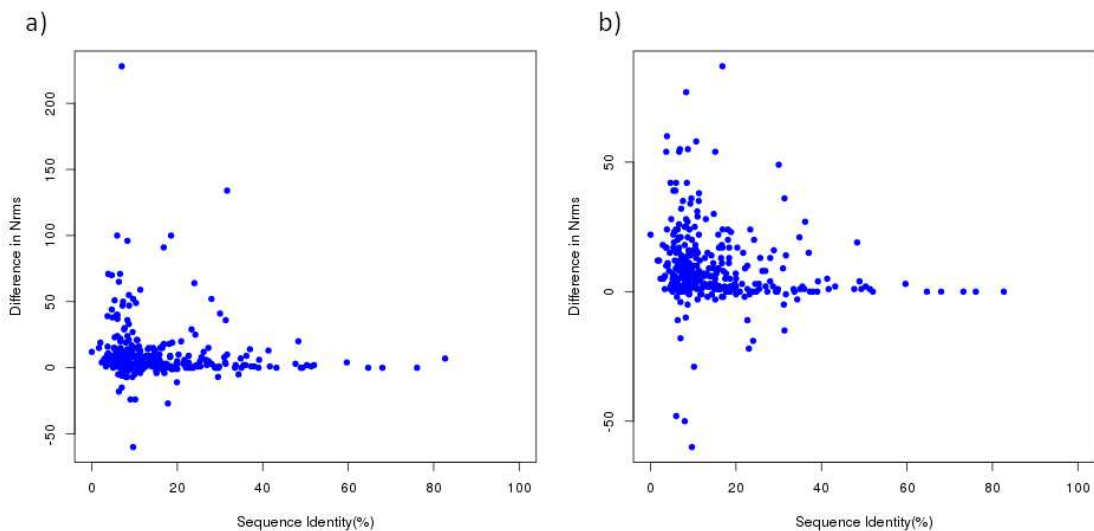 a)
200
150
100
50
0
-50
Difference in Nrms
0 20 40 60 80 100
Sequence Identity(%)
b)
50
0
-50
Difference in Nrms
0 20 40 60 80 100
Sequence Identity(%)